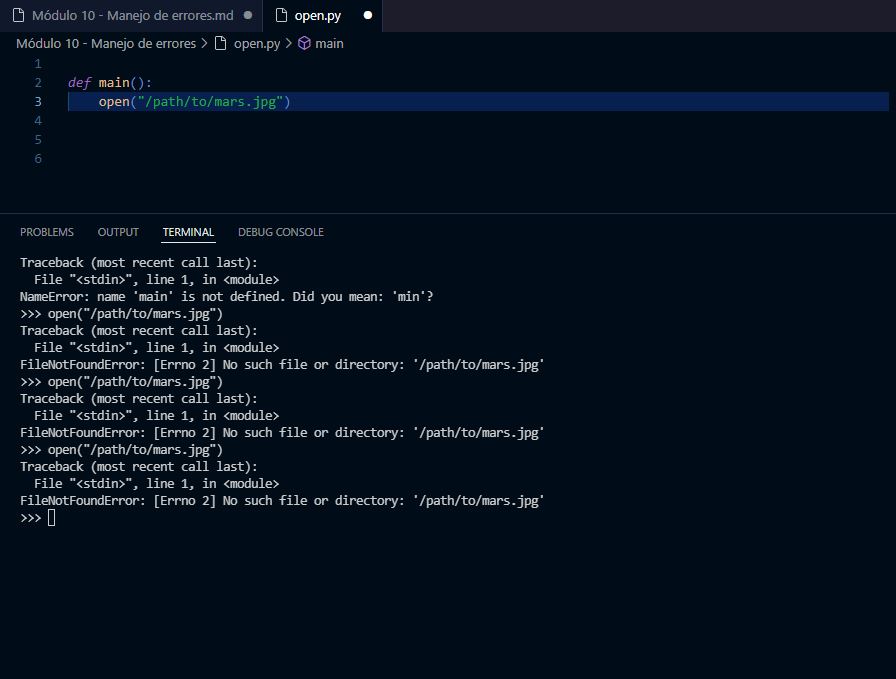 Módulo 10 - Manejo de errores.md
open.py
Módulo 10 - Manejo de errores > open.py > main
1
2 def main():
3 open("/path/to/mars.jpg")
4
5
6
PROBLEMS OUTPUT TERMINAL DEBUG CONSOLE
Traceback (most recent call last):
File "<stdin>", line 1, in <module>
NameError: name 'main' is not defined. Did you mean: 'min'?
>>> open("/path/to/mars.jpg")
Traceback (most recent call last):
File "<stdin>", line 1, in <module>
FileNotFoundError: [Errno 2] No such file or directory: '/path/to/mars.jpg'
>>> open("/path/to/mars.jpg")
Traceback (most recent call last):
File "<stdin>", line 1, in <module>
FileNotFoundError: [Errno 2] No such file or directory: '/path/to/mars.jpg'
>>> open("/path/to/mars.jpg")
Traceback (most recent call last):
File "<stdin>", line 1, in <module>
FileNotFoundError: [Errno 2] No such file or directory: '/path/to/mars.jpg'
>>>